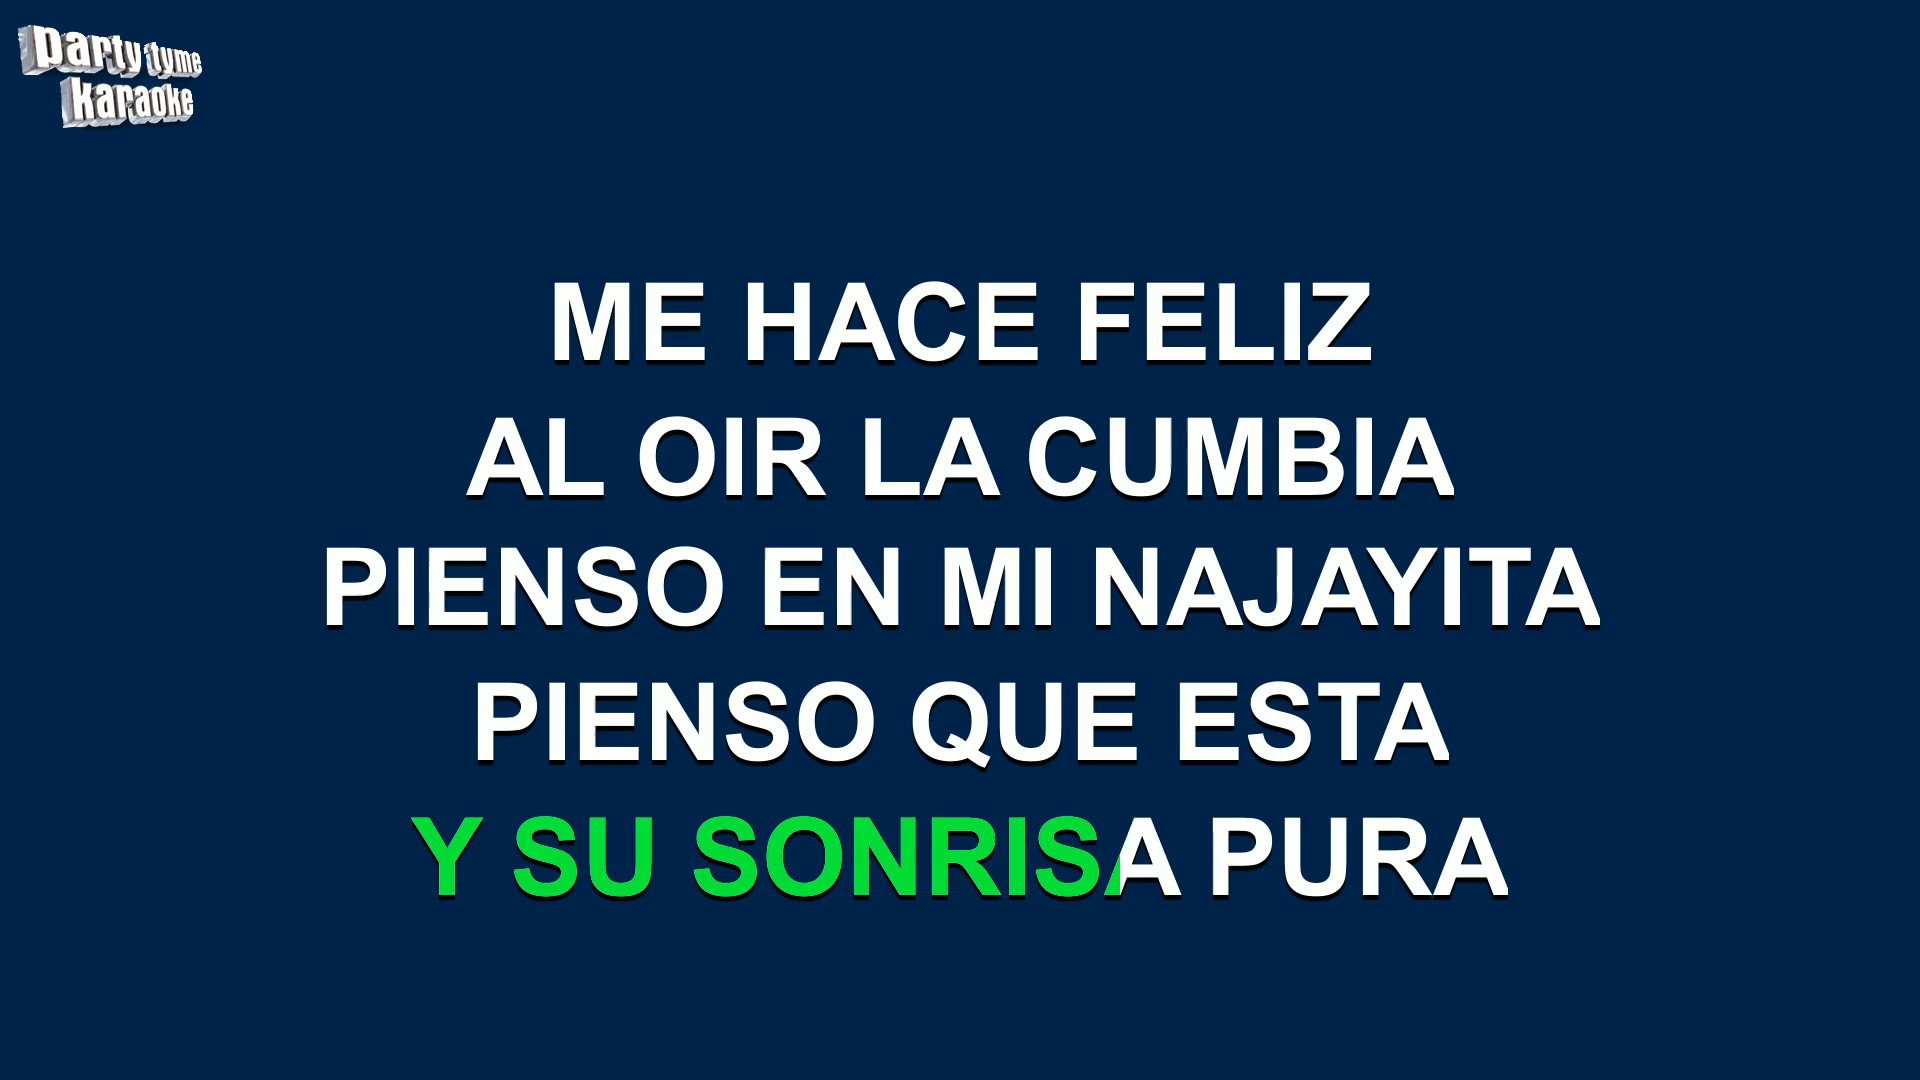 party tyme
karaoke
ME HACE FELIZ
AL OIR LA CUMBIA
PIENSO EN MI NAJAYITA
PIENSO QUE ESTA
Y SU SONRISA PURA